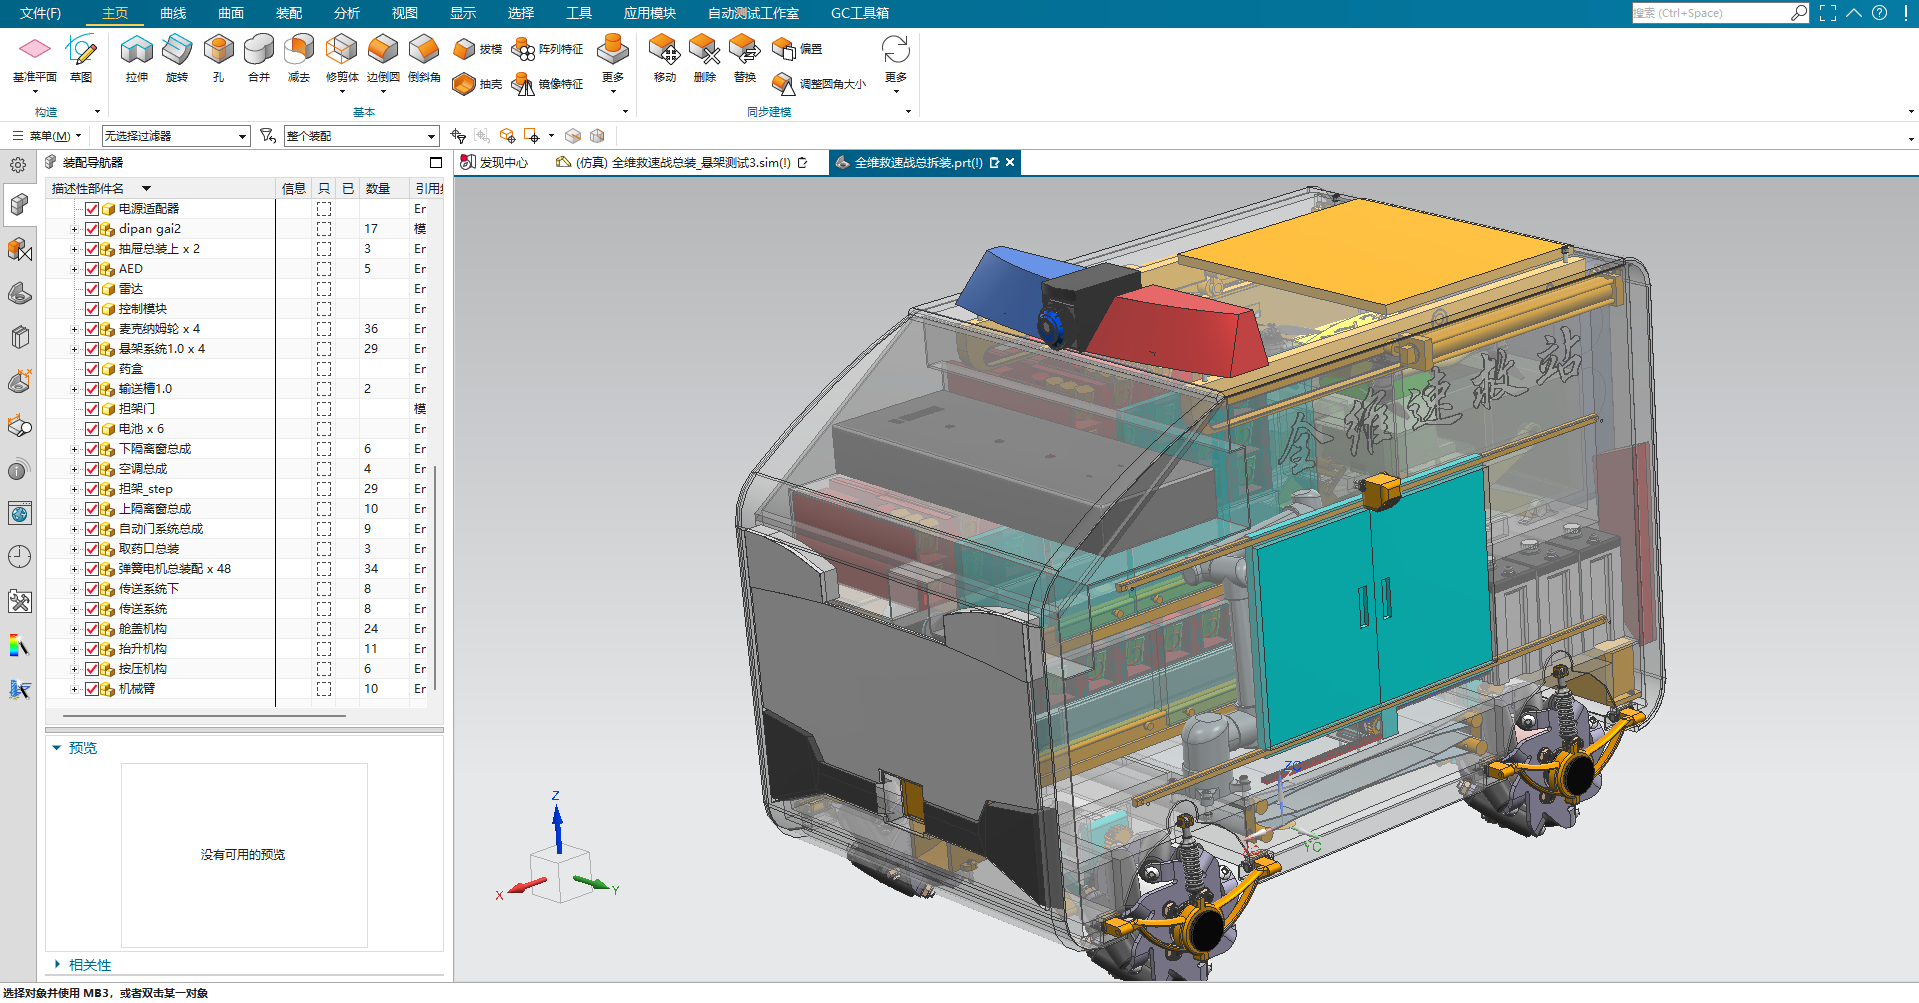 文件(F) 主页 曲线 曲面 装配 分析 视图 显示 选择 工具 应用模块 自动测试工作室 GC工具箱 搜索 (Ctrl+Space)
基准平面 草图 拉伸 旋转 孔 合并 减去 修剪体 边倒圆 倒斜角 拔模 阵列特征 更多 移动 删除 替换 偏置 更多
抽壳 镜像特征 调整圆角大小
构造 基本 同步建模
菜单(M) 无选择过滤器 整个装配
装配导航器 发现中心 (仿真) 全维救速战总装_悬架测试3.sim(!) 全维救速战总拆装.prt(!)
描述性部件名 信息 只 已 数量 引用
电源适配器 Er
dipan gai2 17 模
抽屉总装上 x 2 3 Er
AED 5 Er
雷达 Er
控制模块 Er
麦克纳姆轮 x 4 36 Er
悬架系统1.0 x 4 29 Er
药盒 Er
输送槽1.0 2 Er
担架门 模
电池 x 6 Er
下隔离窗总成 6 Er
空调总成 4 Er
担架_step 29 Er
上隔离窗总成 10 Er
自动门系统总成 9 Er
取药口总装 3 Er
弹簧电机总装配 x 48 34 Er
传送系统下 8 Er
传送系统 8 Er
舱盖机构 24 Er
抬升机构 11 Er
按压机构 6 Er
机械臂 10 Er
预览
没有可用的预览
相关性
全维速救站
ZC
YC
Z
X
Y
选择对象并使用 MB3，或者双击某一对象